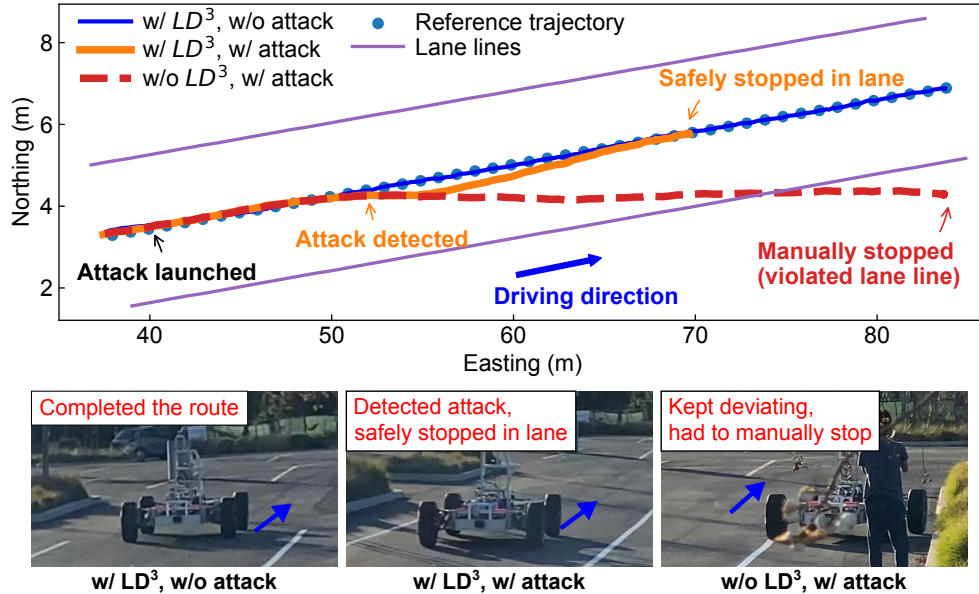 w/ LD³, w/o attack
w/ LD³, w/ attack
w/o LD³, w/ attack
Reference trajectory
Lane lines
8
6
4
2
Northing (m)
Safely stopped in lane
Attack detected
Attack launched
Manually stopped
(violated lane line)
Driving direction
40
50
60
70
80
Easting (m)
Completed the route
Detected attack,
safely stopped in lane
Kept deviating,
had to manually stop
w/ LD³, w/o attack
w/ LD³, w/ attack
w/o LD³, w/ attack